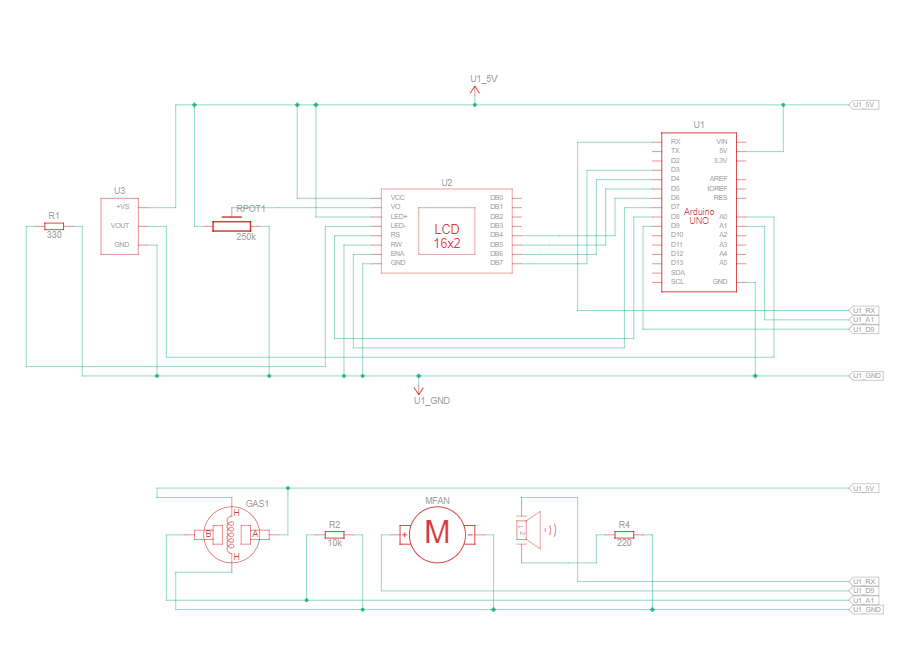 U1_5V
U1_5V
U1
RX
TX
D2
D3
D4
D5
D6
D7
D8
D9
D10
D11
D12
D13
SDA
SCL
VIN
5V
3.3V
AREF
IOREF
RES
A0
A1
A2
A3
A4
A5
GND
Arduino
UNO
U2
VCC
VO
LED+
LED-
RS
RW
ENA
GND
DB0
DB1
DB2
DB3
DB4
DB5
DB6
DB7
LCD
16x2
U3
+VS
VOUT
GND
RPOT1
250k
R1
330
U1_RX
U1_A1
U1_D9
U1_GND
U1_GND
U1_5V
GAS1
H
B
A
H
R2
10k
MFAN
+
M
-
L 2
R4
220
U1_RX
U1_D9
U1_A1
U1_GND